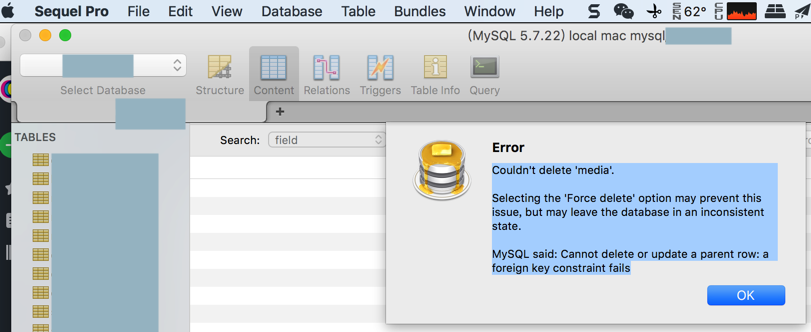 Sequel Pro File Edit View Database Table Bundles Window Help SEN 62° CPU
(MySQL 5.7.22) local mac mysql
Select Database Structure Content Relations Triggers Table Info Query
+
TABLES
Search: field
Error
Couldn't delete 'media'.
Selecting the 'Force delete' option may prevent this
issue, but may leave the database in an inconsistent
state.
MySQL said: Cannot delete or update a parent row: a
foreign key constraint fails
OK